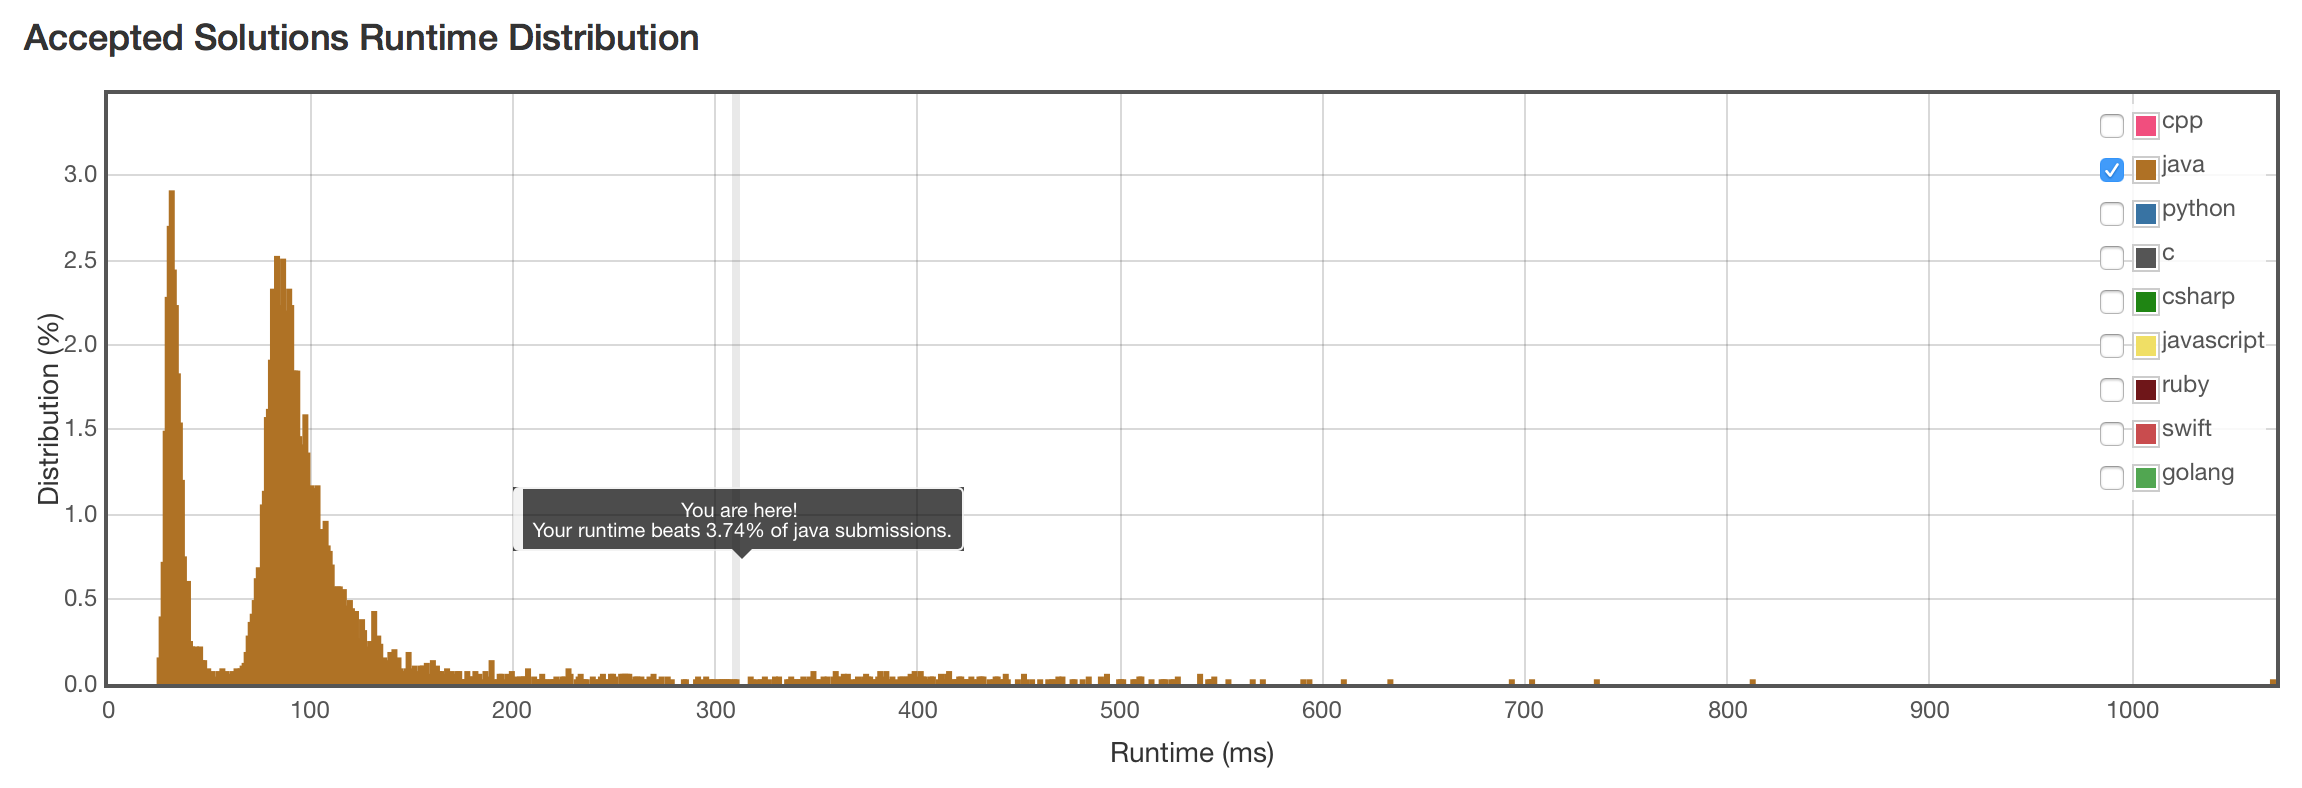 Accepted Solutions Runtime Distribution
Distribution (%)
3.0
2.5
2.0
1.5
1.0
0.5
0.0
You are here!
Your runtime beats 3.74% of java submissions.
cpp
java
python
c
csharp
javascript
ruby
swift
golang
0 100 200 300 400 500 600 700 800 900 1000
Runtime (ms)